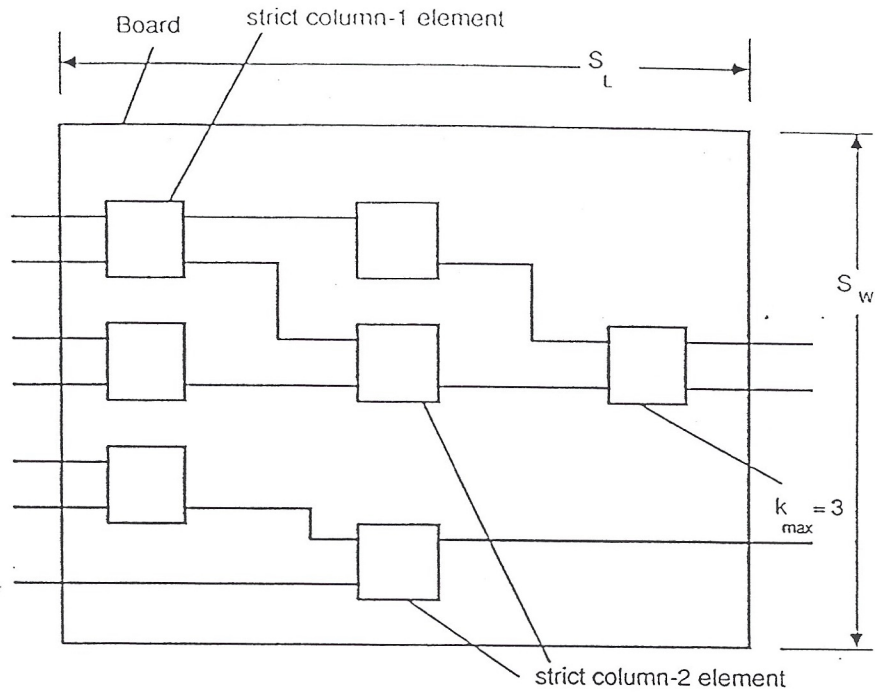 Board
strict column-1 element
S L
S W
k max = 3
strict column-2 element